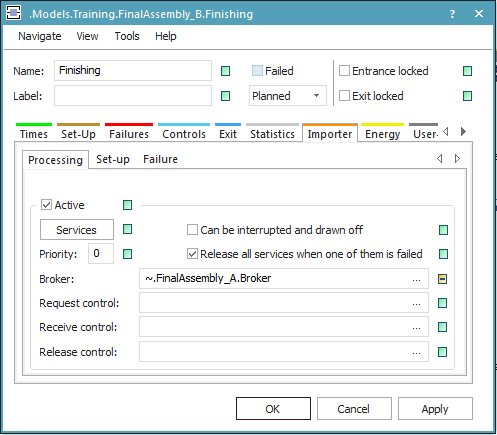 .Models.Training.FinalAssembly_B.Finishing ? ×
Navigate View Tools Help
Name: Finishing Failed Entrance locked
Label: Planned Exit locked
Times Set-Up Failures Controls Exit Statistics Importer Energy User-
Processing Set-up Failure
Active
Services Can be interrupted and drawn off
Priority: 0 Release all services when one of them is failed
Broker: ~.FinalAssembly_A.Broker ...
Request control: ...
Receive control: ...
Release control: ...
OK Cancel Apply